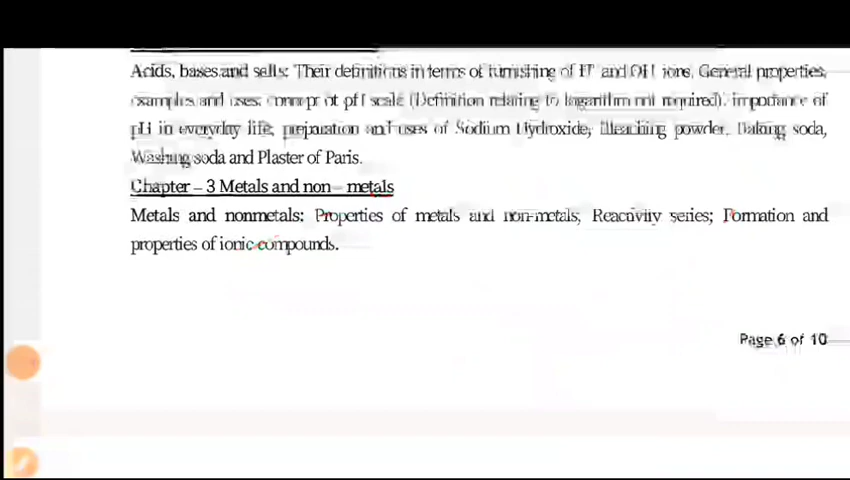 Acids, bases and salts: Their definitions in terms of furnishing of H+ and OH– ions, General properties,
examples and uses, concept of pH scale (Definition relating to logarithm not required), importance of
pH in everyday life; preparation and uses of Sodium Hydroxide, Bleaching powder, Baking soda,
Washing soda and Plaster of Paris.
Chapter – 3 Metals and non – metals
Metals and nonmetals: Properties of metals and non-metals; Reactivity series; Formation and
properties of ionic compounds.
Page 6 of 10